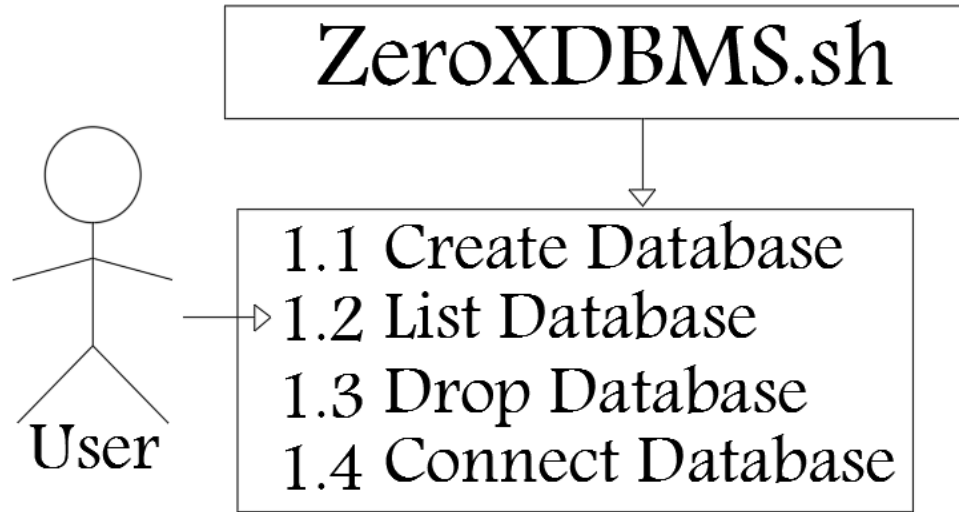 ZeroXDBMS.sh
1.1 Create Database
1.2 List Database
1.3 Drop Database
1.4 Connect Database
User